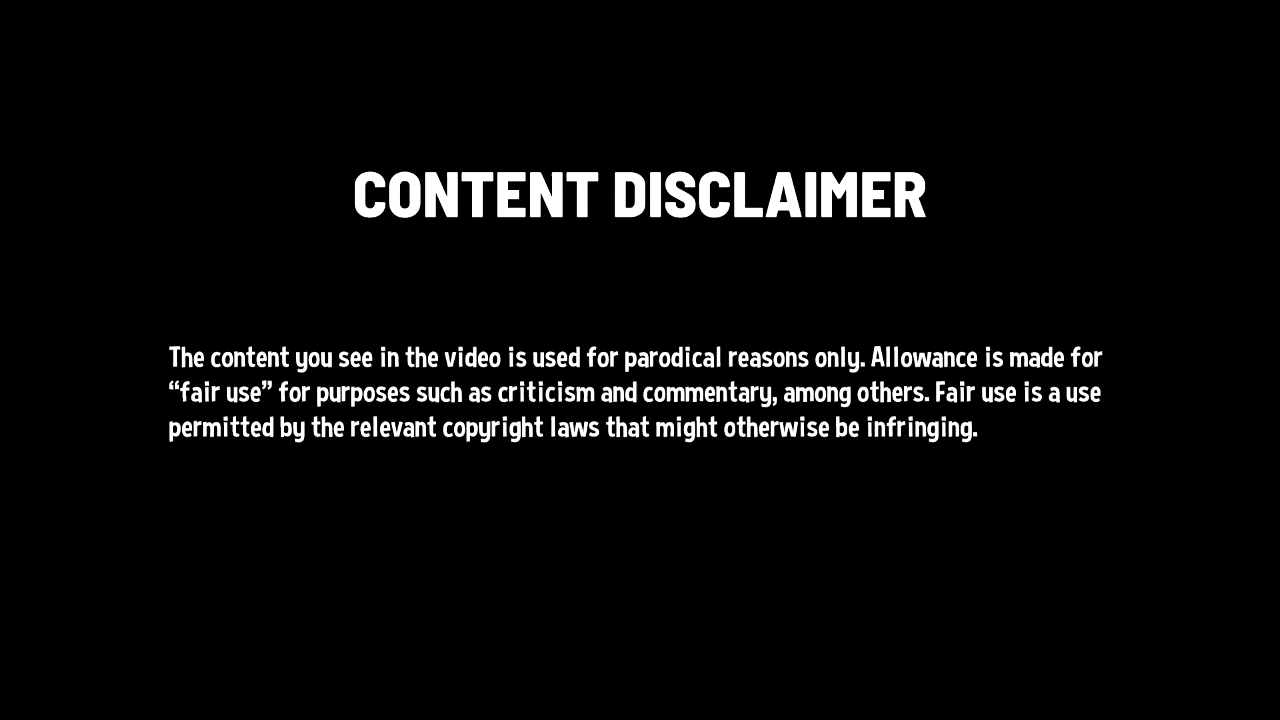 CONTENT DISCLAIMER
The content you see in the video is used for parodical reasons only. Allowance is made for
“fair use” for purposes such as criticism and commentary, among others. Fair use is a use
permitted by the relevant copyright laws that might otherwise be infringing.